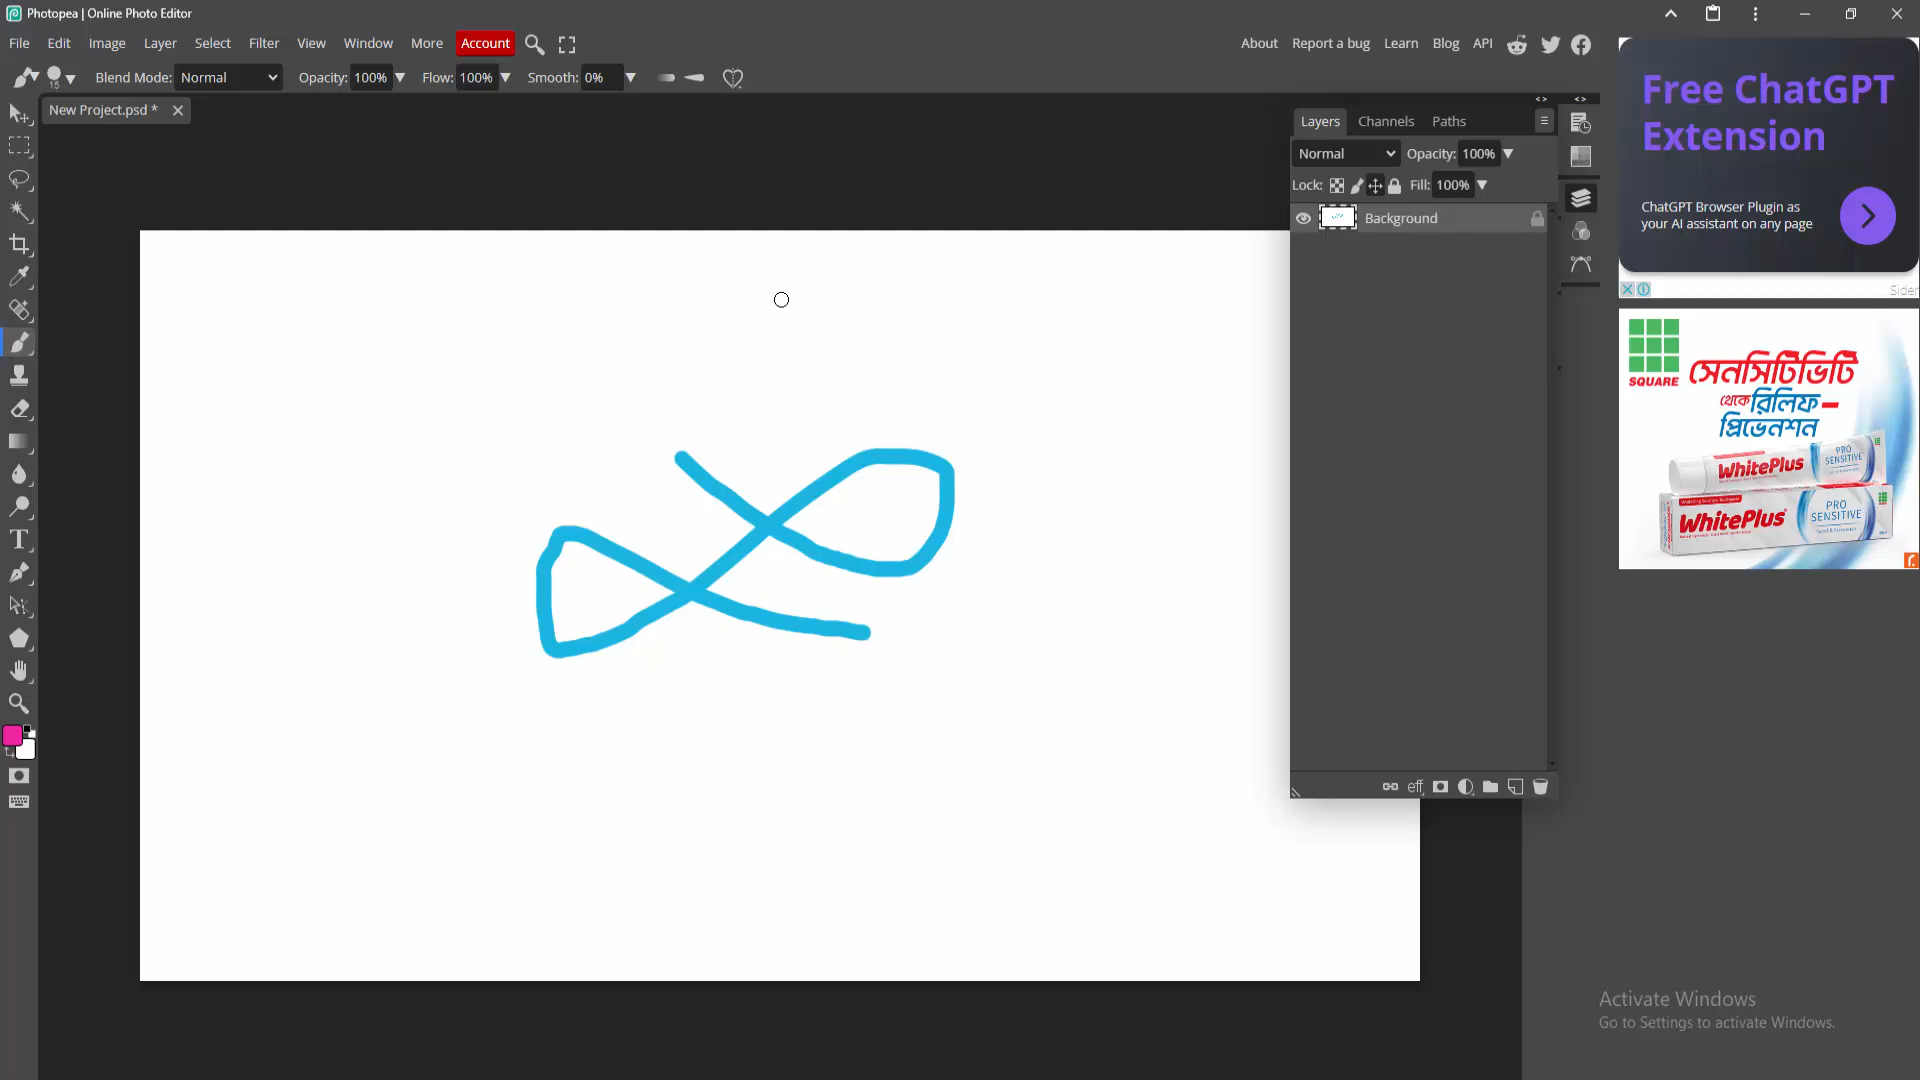 Photopea | Online Photo Editor
File Edit Image Layer Select Filter View Window More Account
About Report a bug Learn Blog API
15 Blend Mode: Normal Opacity: 100% Flow: 100% Smooth: 0%
New Project.psd *
Layers Channels Paths
Normal Opacity: 100%
Lock: Fill: 100%
Background
eff
Free ChatGPT
Extension
ChatGPT Browser Plugin as
your AI assistant on any page
Sider
SQUARE
সেনসিটিভিটি
থেকে রিলিফ-
প্রিভেনশন
WhitePlus
PRO
SENSITIVE
WhitePlus
PRO
SENSITIVE
Activate Windows
Go to Settings to activate Windows.